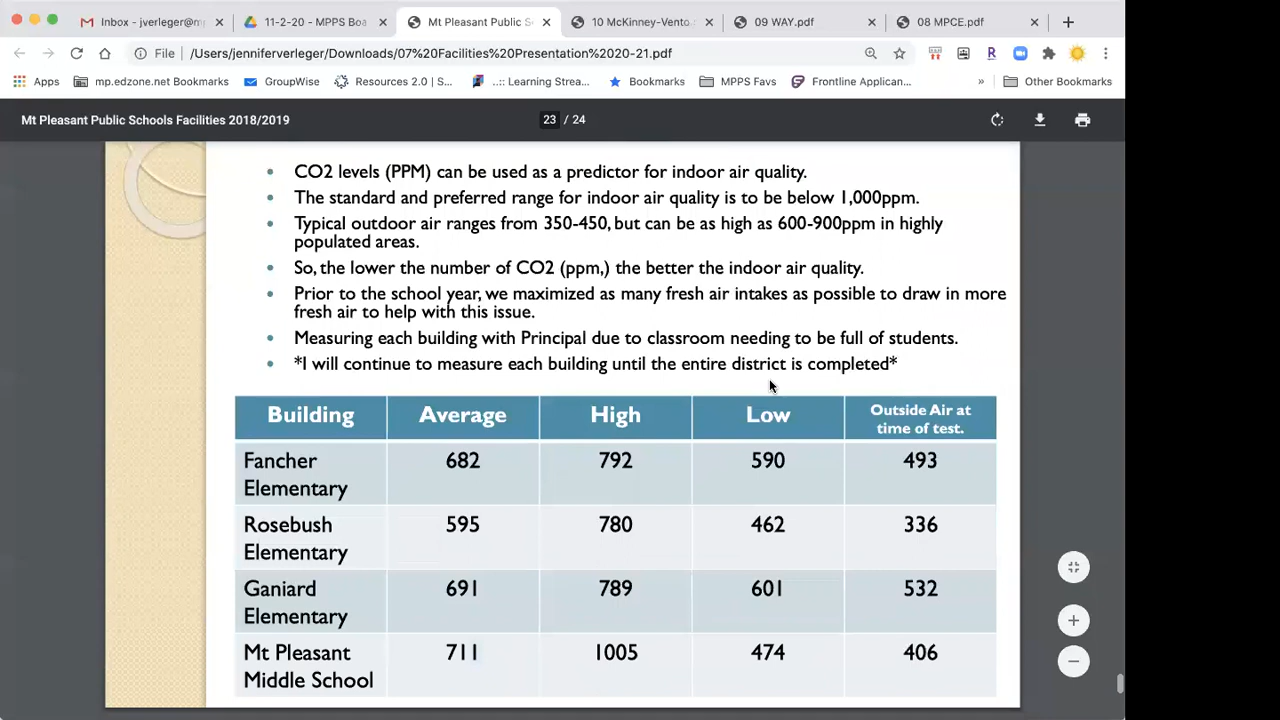 Inbox - jverleger@m
11-2-20 - MPPS Boa
Mt Pleasant Public S
10 McKinney-Vento.
09 WAY.pdf
08 MPCE.pdf
File
/Users/jenniferverleger/Downloads/07%20Facilities%20Presentation%2020-21.pdf
Apps
mp.edzone.net Bookmarks
GroupWise
Resources 2.0 | S...
..:: Learning Strea...
Bookmarks
MPPS Favs
Frontline Applican...
»
Other Bookmarks
Mt Pleasant Public Schools Facilities 2018/2019
23 / 24
• CO2 levels (PPM) can be used as a predictor for indoor air quality.
• The standard and preferred range for indoor air quality is to be below 1,000ppm.
• Typical outdoor air ranges from 350-450, but can be as high as 600-900ppm in highly
populated areas.
• So, the lower the number of CO2 (ppm,) the better the indoor air quality.
• Prior to the school year, we maximized as many fresh air intakes as possible to draw in more
fresh air to help with this issue.
• Measuring each building with Principal due to classroom needing to be full of students.
• *I will continue to measure each building until the entire district is completed*
Building Average High Low Outside Air at
time of test.
Fancher 682 792 590 493
Elementary
Rosebush 595 780 462 336
Elementary
Ganiard 691 789 601 532
Elementary
Mt Pleasant 711 1005 474 406
Middle School